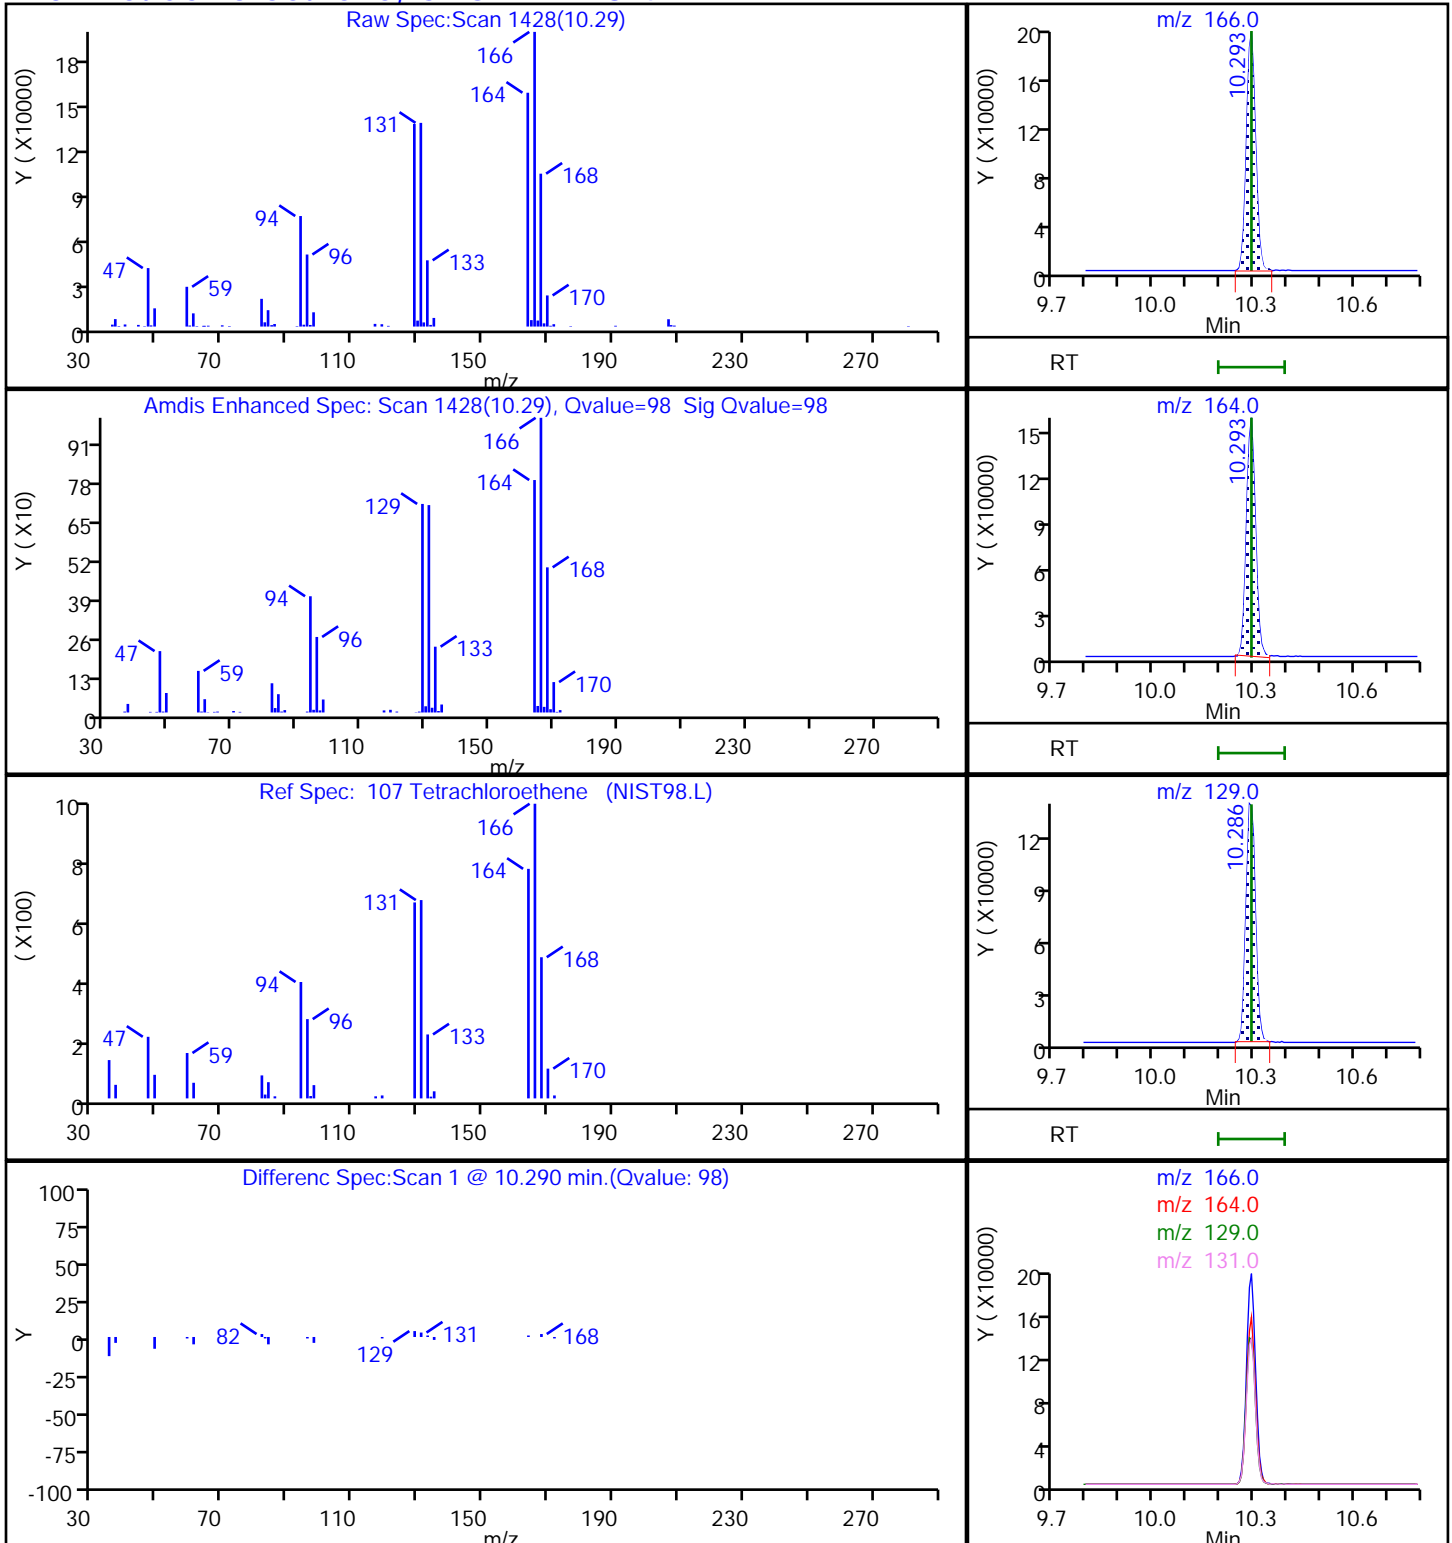 Raw Spec:Scan 1428(10.29)
Y ( X10000)
18
15
12
9
6
3
0
166
164
131
168
94
96
133
47
59
170
30 70 110 150 190 230 270
m/z
m/z 166.0
Y ( X10000)
20
16
12
8
4
0
10.293
9.7 10.0 10.3 10.6
Min
RT
Amdis Enhanced Spec: Scan 1428(10.29), Qvalue=98 Sig Qvalue=98
Y ( X10)
91
78
65
52
39
26
13
0
166
164
129
168
94
96
133
47
59
170
30 70 110 150 190 230 270
m/z
m/z 164.0
Y ( X10000)
15
12
9
6
3
0
10.293
9.7 10.0 10.3 10.6
Min
RT
Ref Spec: 107 Tetrachloroethene (NIST98.L)
( X100)
10
8
6
4
2
0
166
164
131
168
94
96
133
47
59
170
30 70 110 150 190 230 270
m/z 129.0
Y ( X10000)
12
9
6
3
0
10.286
9.7 10.0 10.3 10.6
Min
RT
Differenc Spec:Scan 1 @ 10.290 min.(Qvalue: 98)
Y
100
75
50
25
0
-25
-50
-75
-100
82
129
131
168
30 70 110 150 190 230 270
m/z
m/z 166.0
m/z 164.0
m/z 129.0
m/z 131.0
Y ( X10000)
20
16
12
8
4
0
9.7 10.0 10.3 10.6
Min